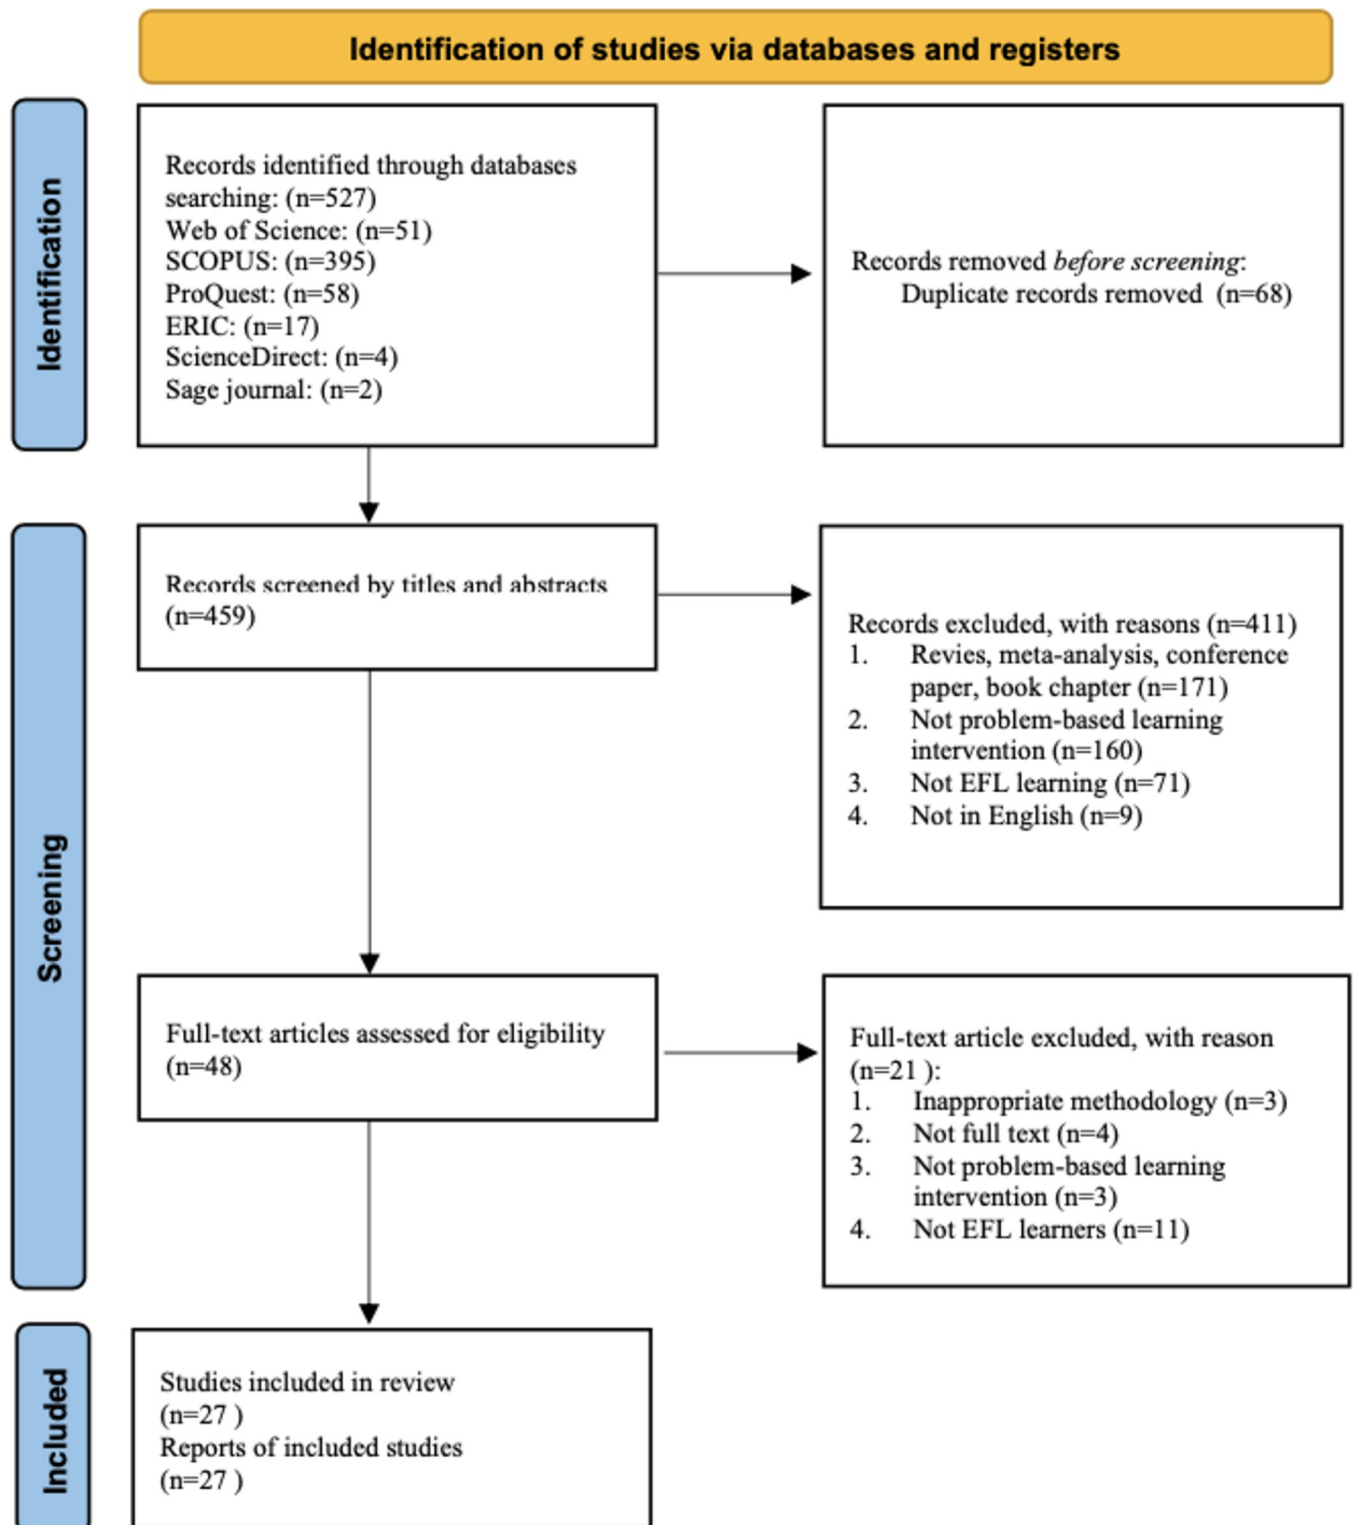 Identification of studies via databases and registers
Identification
Records identified through databases
searching: (n=527)
Web of Science: (n=51)
SCOPUS: (n=395)
ProQuest: (n=58)
ERIC: (n=17)
ScienceDirect: (n=4)
Sage journal: (n=2)
Records removed before screening:
Duplicate records removed (n=68)
Screening
Records screened by titles and abstracts
(n=459)
Records excluded, with reasons (n=411)
1. Revies, meta-analysis, conference
paper, book chapter (n=171)
2. Not problem-based learning
intervention (n=160)
3. Not EFL learning (n=71)
4. Not in English (n=9)
Full-text articles assessed for eligibility
(n=48)
Full-text article excluded, with reason
(n=21 ):
1. Inappropriate methodology (n=3)
2. Not full text (n=4)
3. Not problem-based learning
intervention (n=3)
4. Not EFL learners (n=11)
Included
Studies included in review
(n=27 )
Reports of included studies
(n=27 )